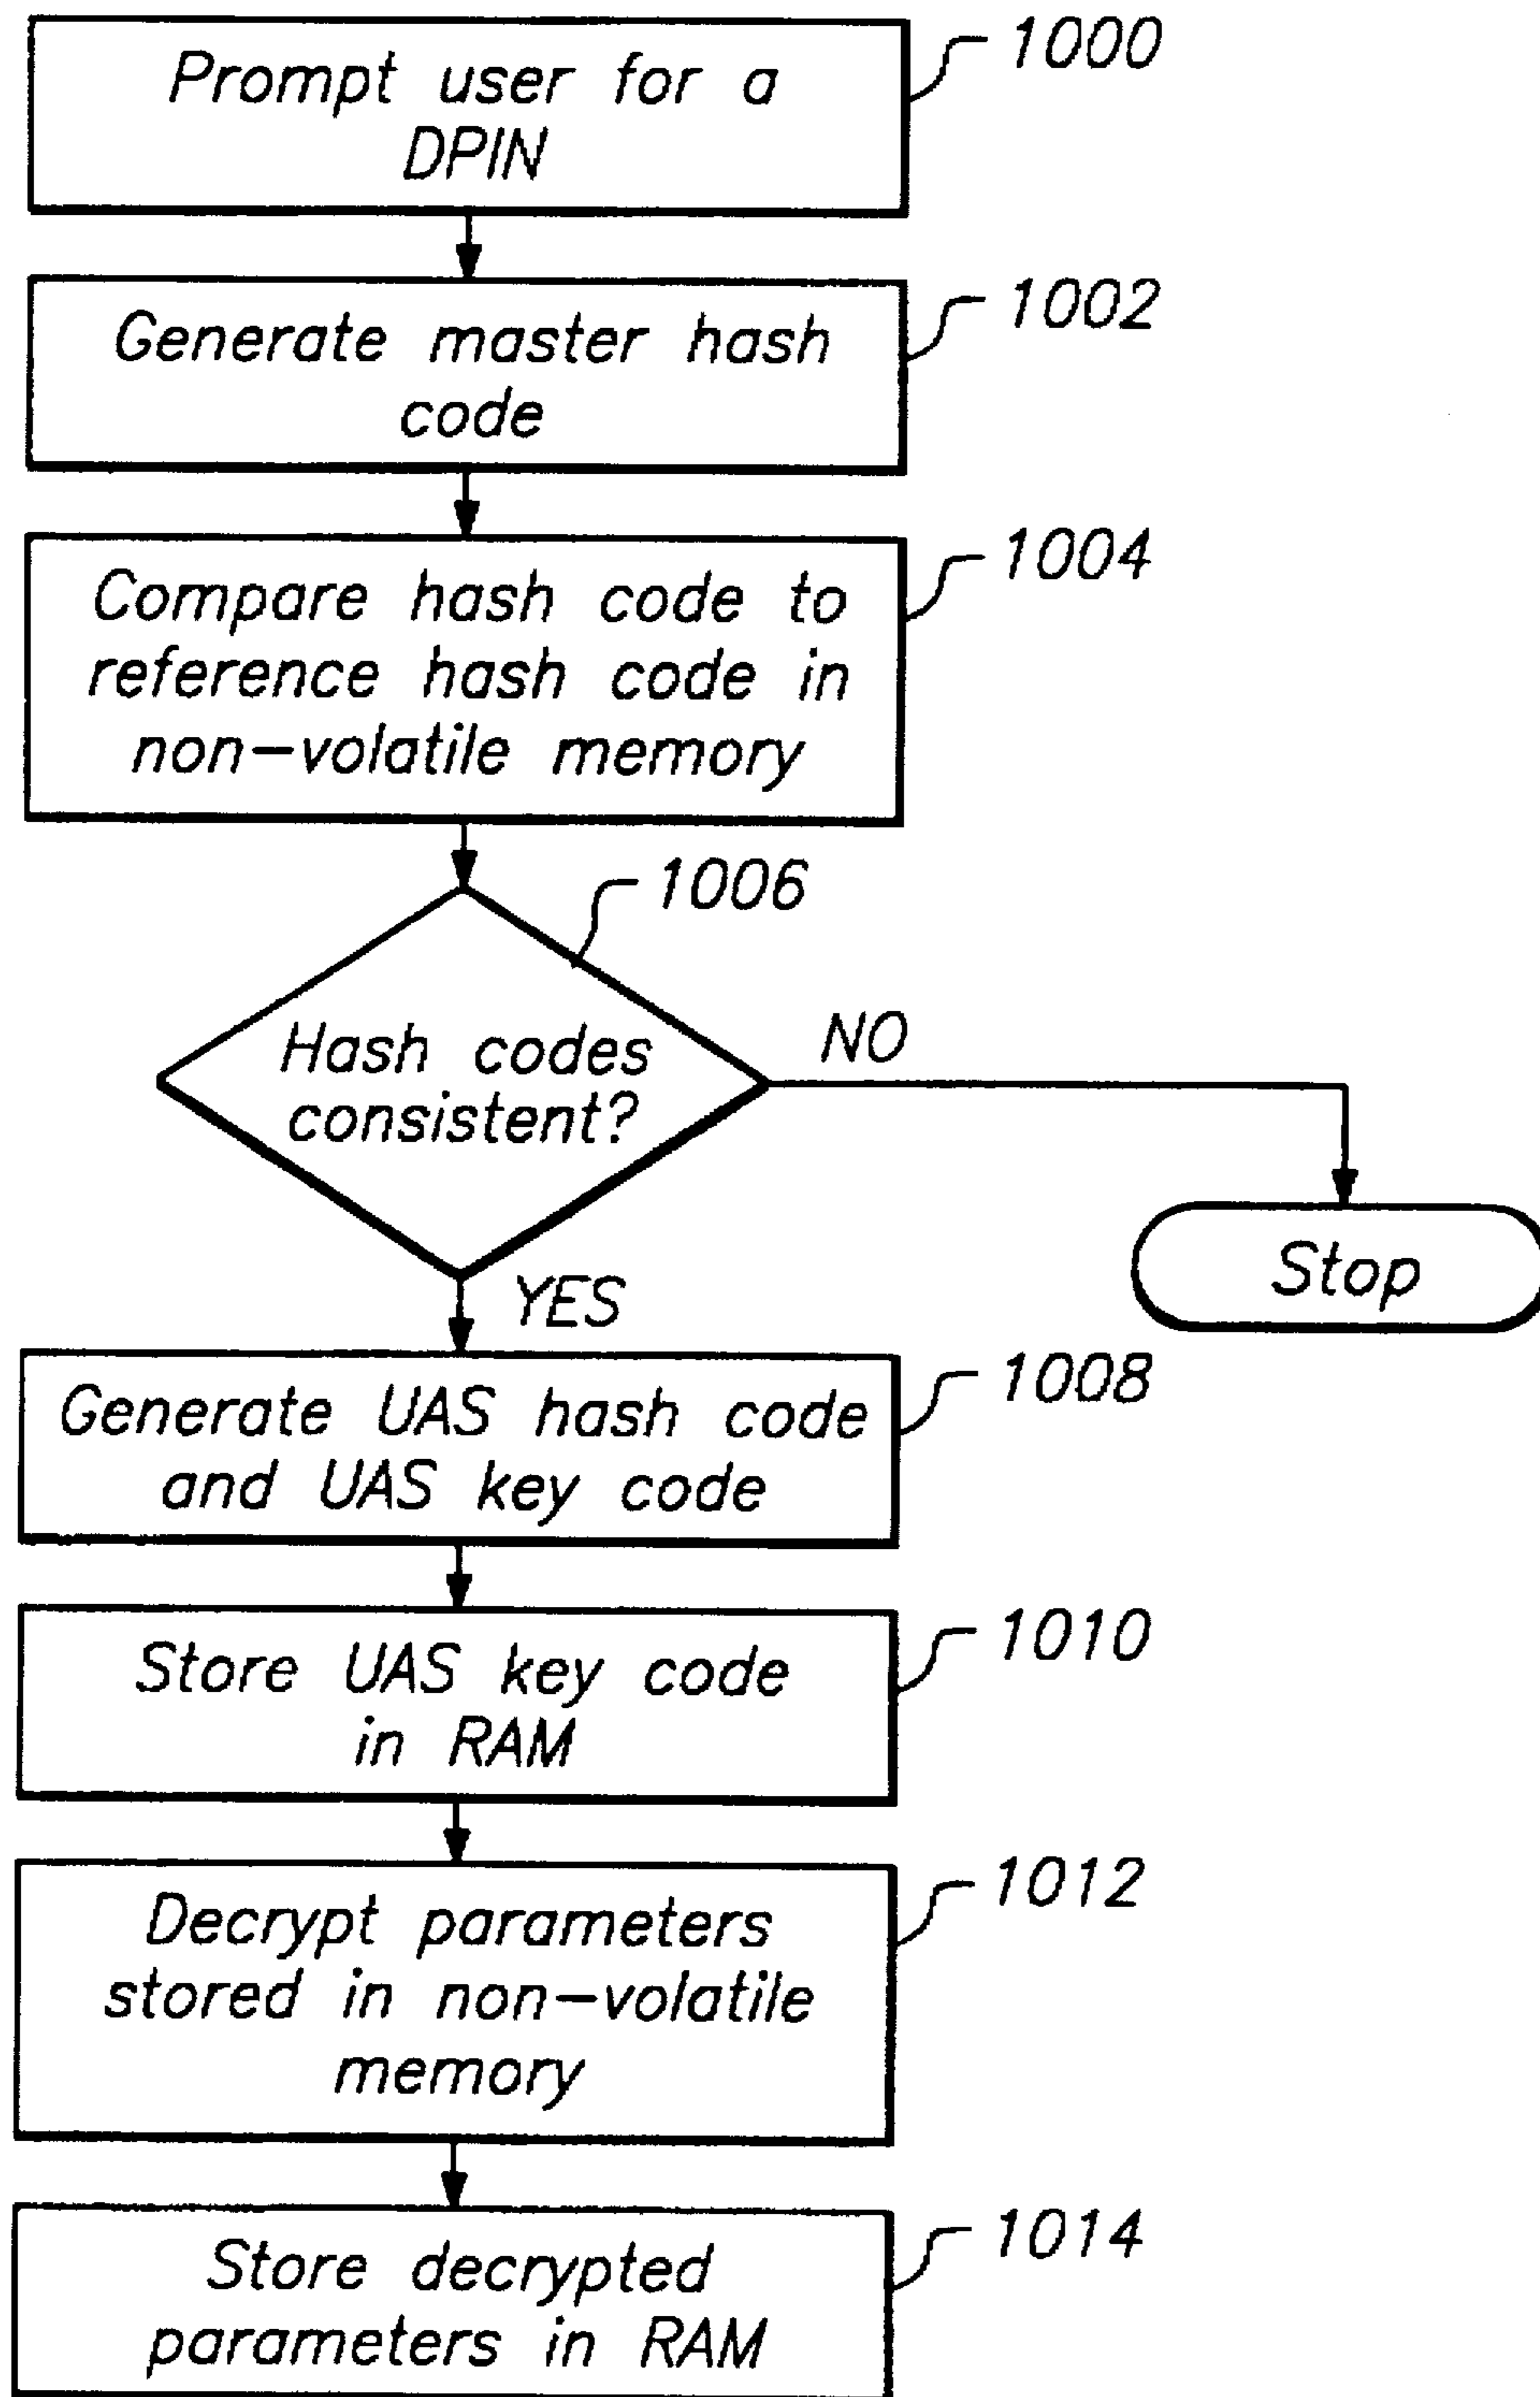 Prompt user for a
DPIN
1000
Generate master hash
code
1002
Compare hash code to
reference hash code in
non-volatile memory
1004
1006
Hash codes
consistent?
NO
Stop
YES
Generate UAS hash code
and UAS key code
1008
Store UAS key code
in RAM
1010
Decrypt parameters
stored in non-volatile
memory
1012
Store decrypted
parameters in RAM
1014